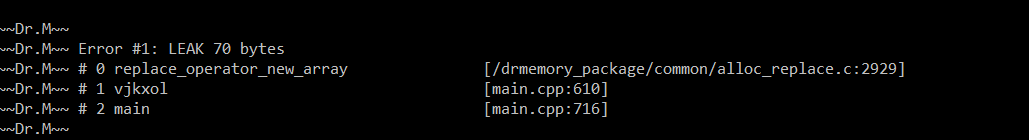 ~~Dr.M~~
~~Dr.M~~ Error #1: LEAK 70 bytes
~~Dr.M~~ # 0 replace_operator_new_array [/drmemory_package/common/alloc_replace.c:2929]
~~Dr.M~~ # 1 vjkxol [main.cpp:610]
~~Dr.M~~ # 2 main [main.cpp:716]
~~Dr.M~~